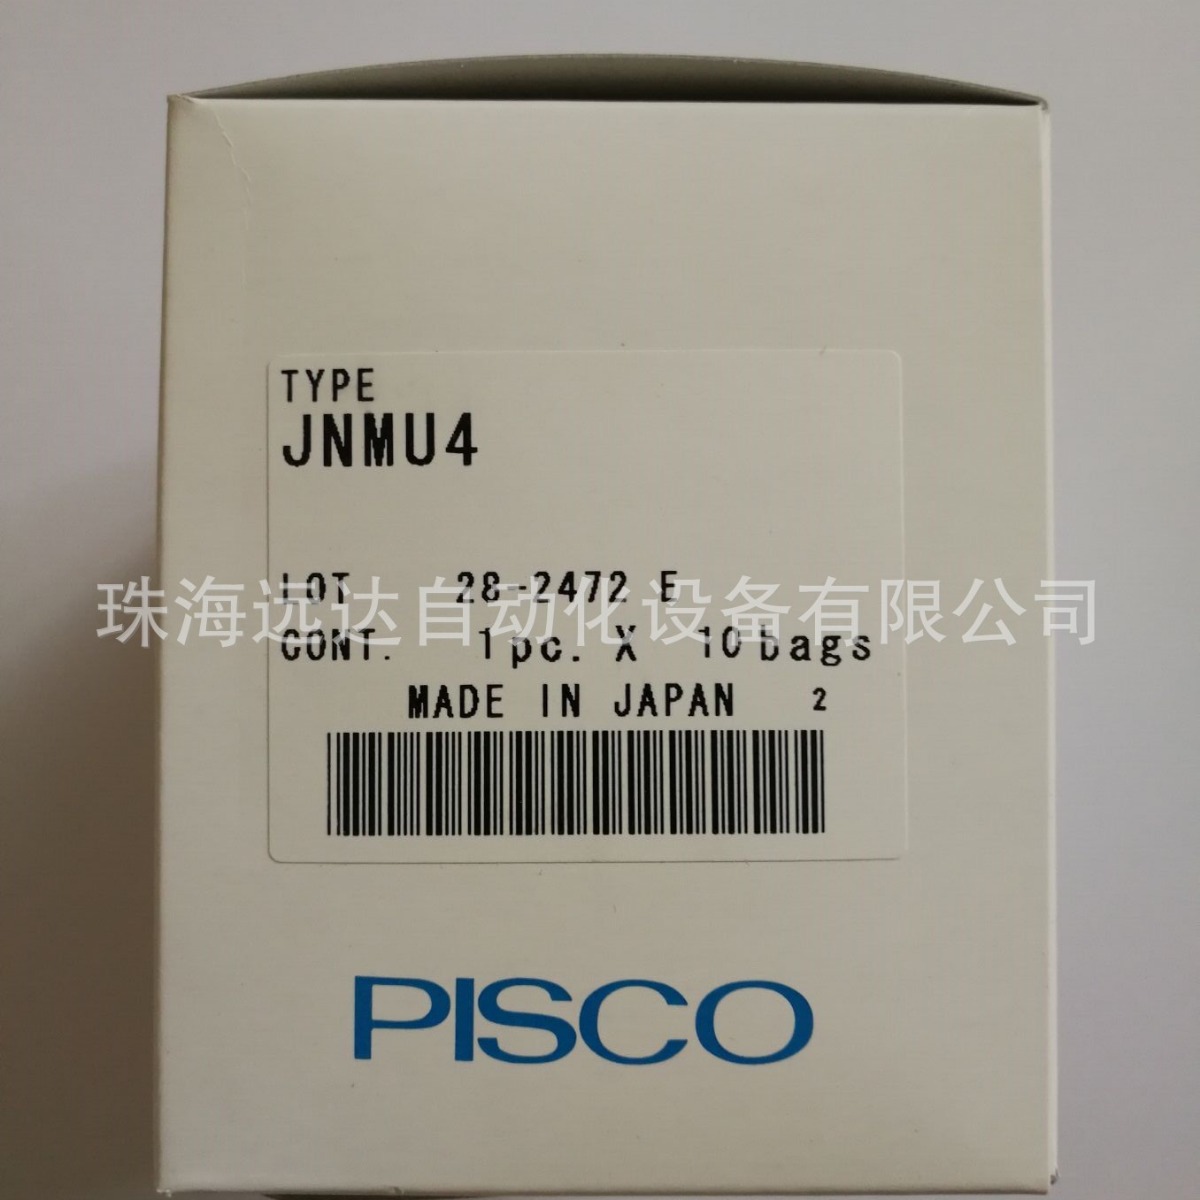 TYPE
JNMU4
LOT 28-2472 E
珠海远达自动化设备有限公司
CONT. 1pc. X 10bags
MADE IN JAPAN 2
PISCO